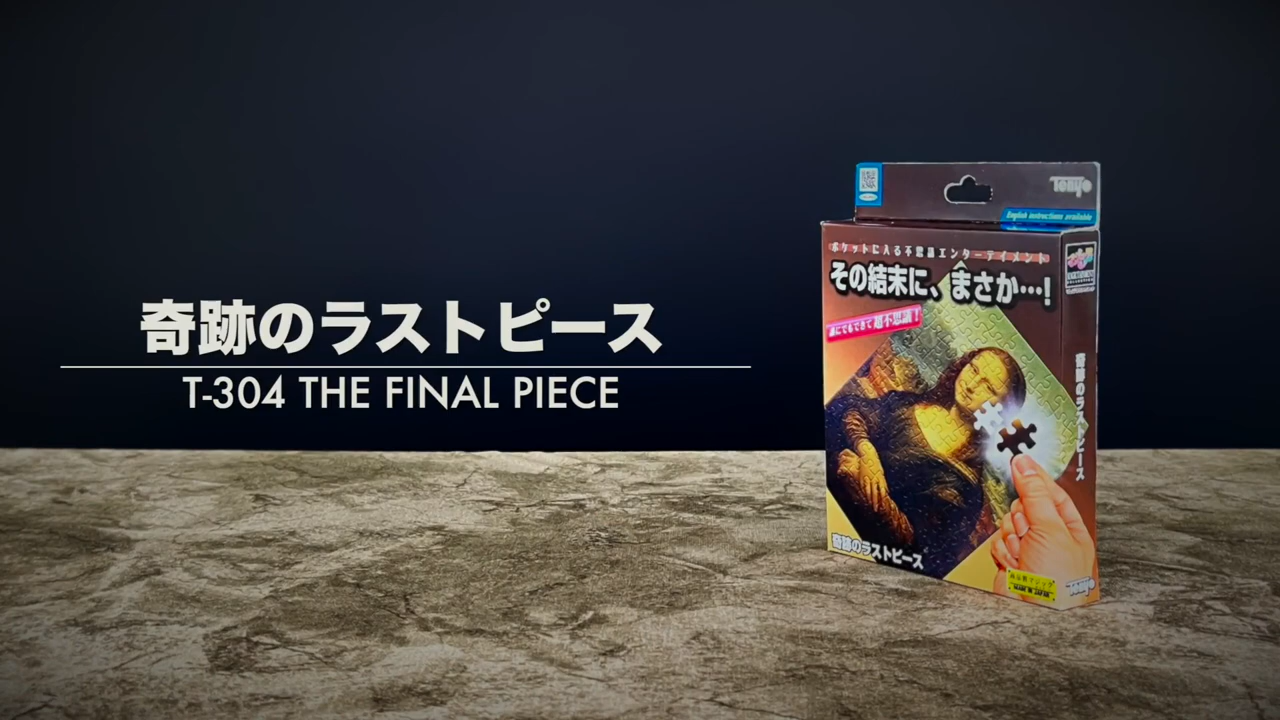 奇跡のラストピース
T-304 THE FINAL PIECE
Tenyo
English instructions available
ポケットに入る不思議エンターテイメント
その結末に、まさか…!
誰にでもできて超不思議!
奇跡のラストピース
奇跡のラストピース
Tenyo